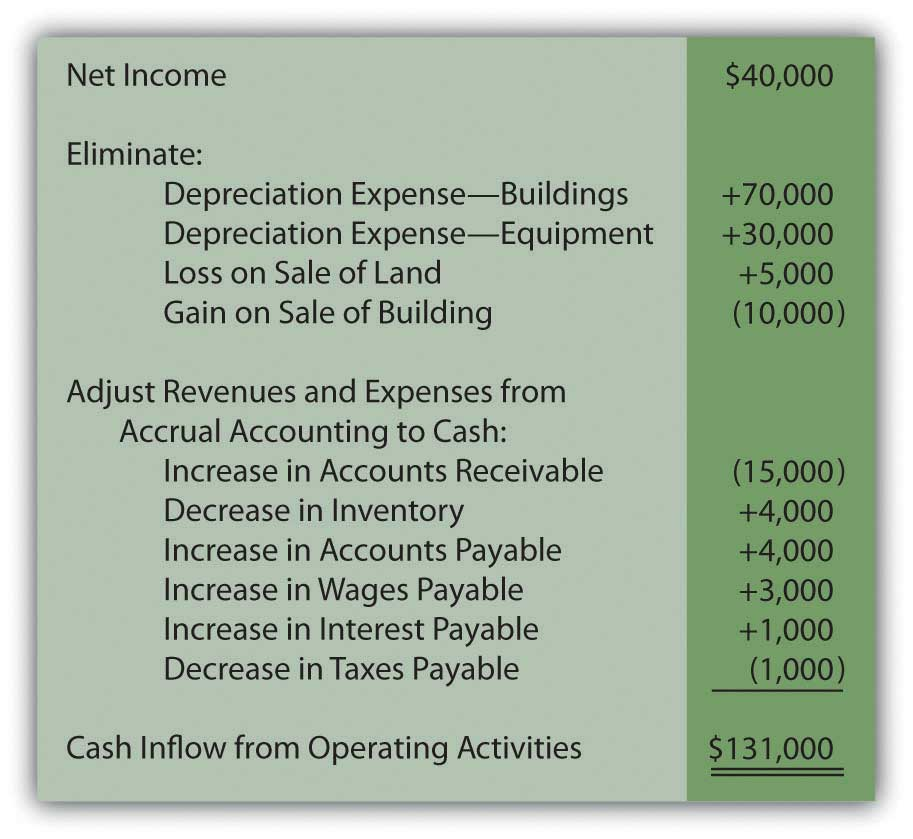 Net Income $40,000
Eliminate:
Depreciation Expense—Buildings +70,000
Depreciation Expense—Equipment +30,000
Loss on Sale of Land +5,000
Gain on Sale of Building (10,000)
Adjust Revenues and Expenses from
Accrual Accounting to Cash:
Increase in Accounts Receivable (15,000)
Decrease in Inventory +4,000
Increase in Accounts Payable +4,000
Increase in Wages Payable +3,000
Increase in Interest Payable +1,000
Decrease in Taxes Payable (1,000)
Cash Inflow from Operating Activities $131,000